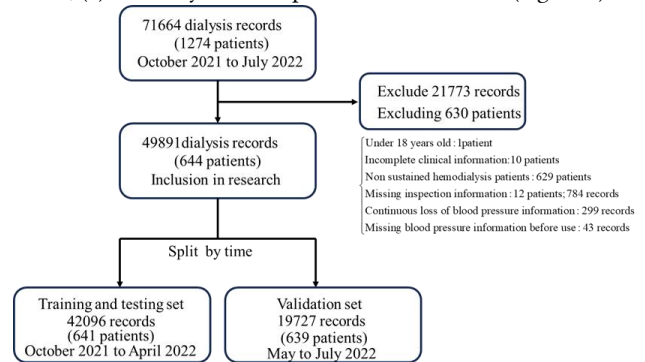 71664 dialysis records
(1274 patients)
October 2021 to July 2022
Exclude 21773 records
Excluding 630 patients
49891dialysis records
(644 patients)
Inclusion in research
Under 18 years old : 1patient
Incomplete clinical information:10 patients
Non sustained hemodialysis patients : 629 patients
Missing inspection information : 12 patients; 784 records
Continuous loss of blood pressure information : 299 records
Missing blood pressure information before use : 43 records
Split by time
Training and testing set
42096 records
(641 patients)
October 2021 to April 2022
Validation set
19727 records
(639 patients)
May to July 2022